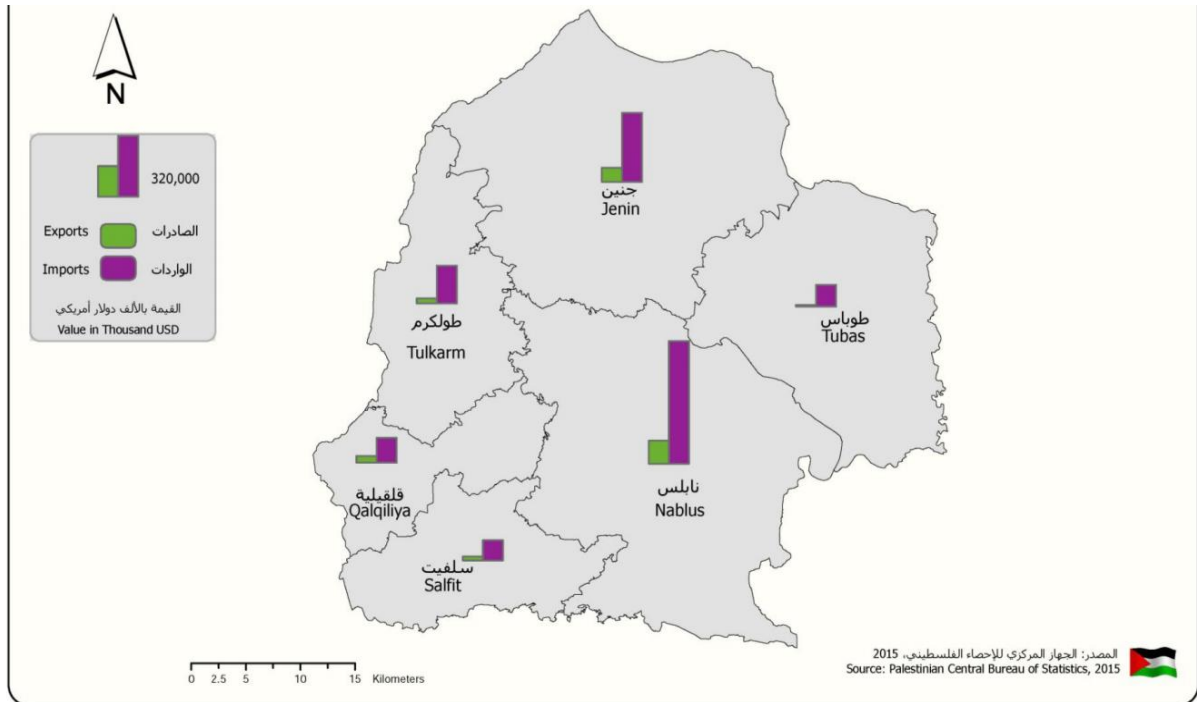 N
320,000
Exports الصادرات
Imports الواردات
القيمة بالألف دولار أمريكي
Value in Thousand USD
جنين
Jenin
طولكرم
Tulkarm
طوباس
Tubas
قلقيلية
Qalqiliya
نابلس
Nablus
سلفيت
Salfit
0 2.5 5 10 15 Kilometers
المصدر: الجهاز المركزي للإحصاء الفلسطيني، 2015
Source: Palestinian Central Bureau of Statistics, 2015